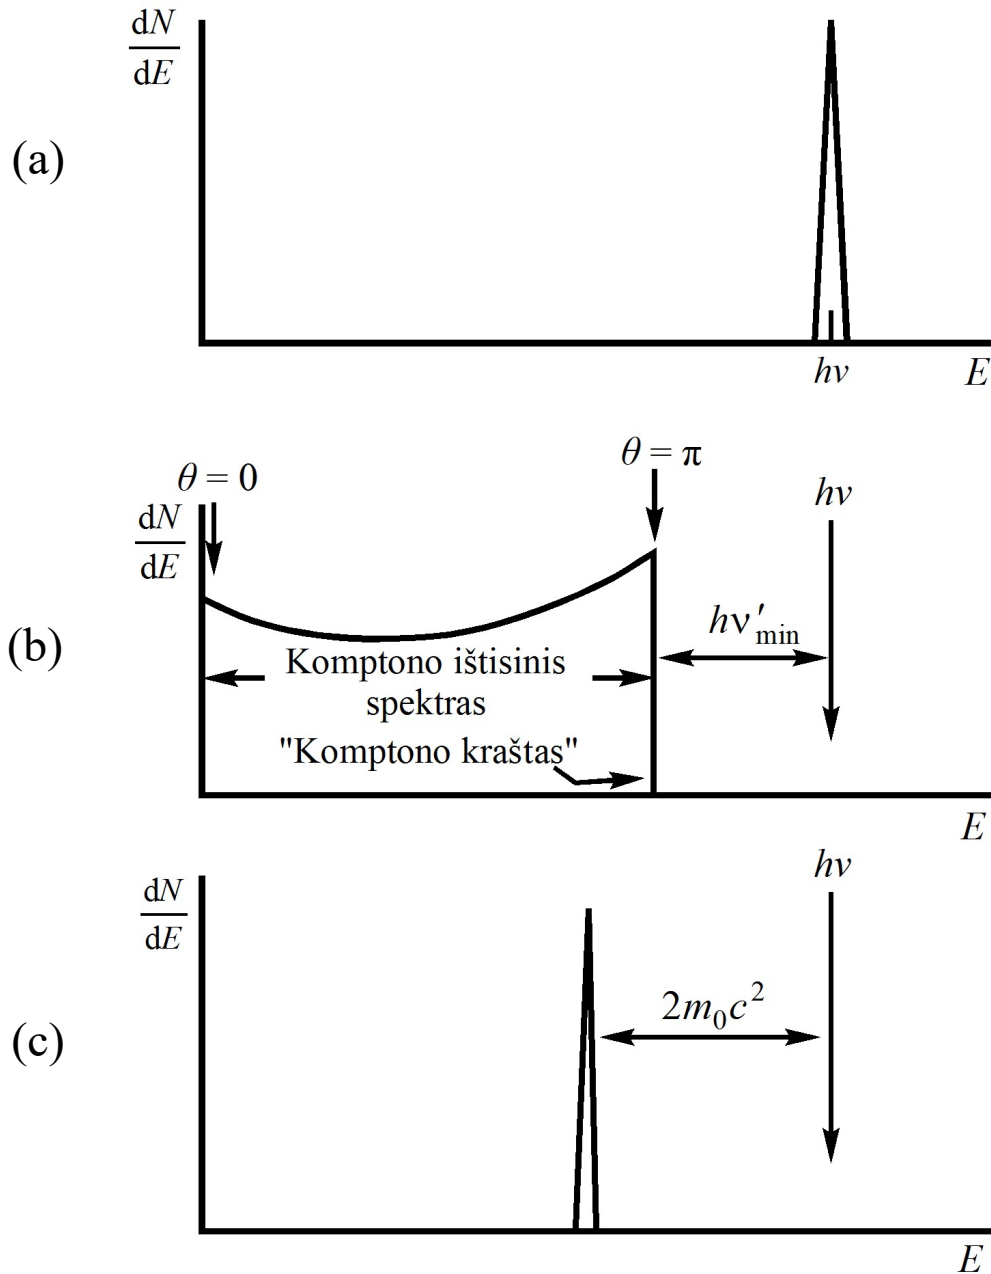 dN
dE
(a)
hν
E
θ = 0
θ = π
hν
dN
dE
hν′min
(b)
Komptono ištisinis
spektras
"Komptono kraštas"
E
hν
dN
dE
2m₀c²
(c)
E